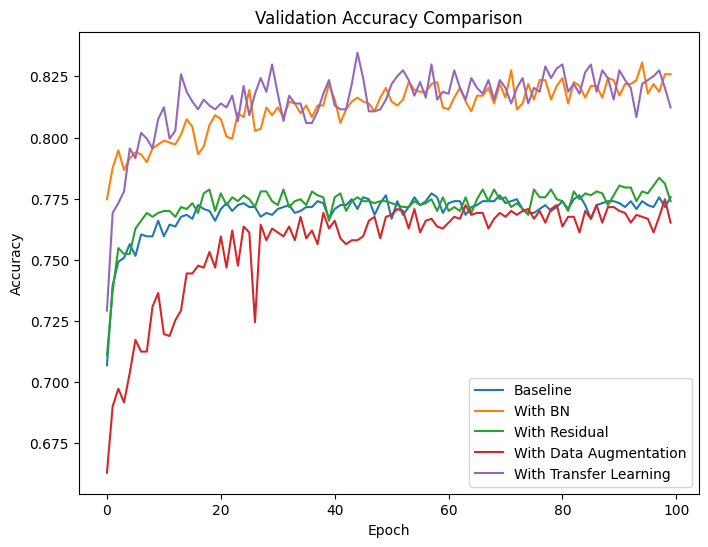 Validation Accuracy Comparison
Accuracy
0.825
0.800
0.775
0.750
0.725
0.700
0.675
Baseline
With BN
With Residual
With Data Augmentation
With Transfer Learning
0 20 40 60 80 100
Epoch